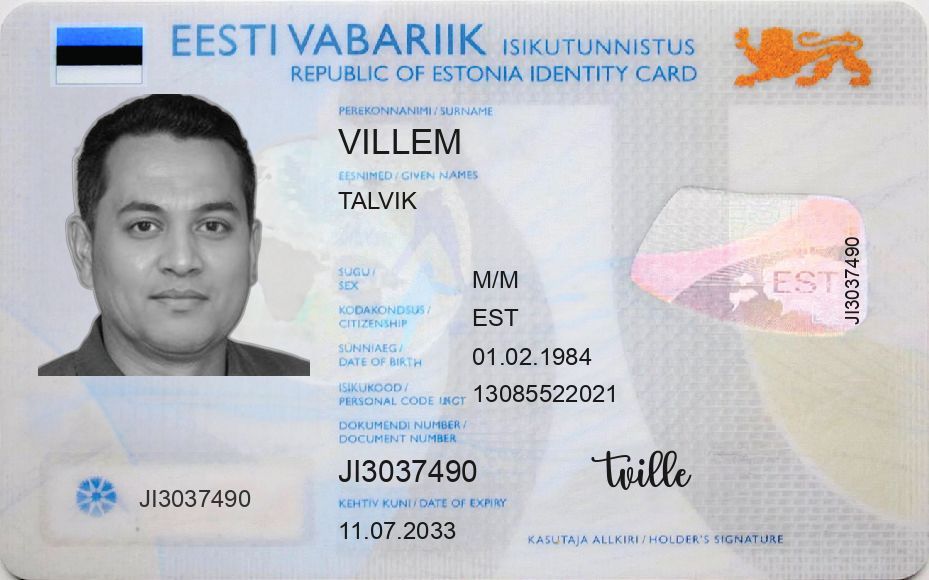 EESTI VABARIIK ISIKUTUNNISTUS
REPUBLIC OF ESTONIA IDENTITY CARD
PEREKONNANIMI / SURNAME
VILLEM
EESNIMED / GIVEN NAMES
TALVIK
SUGU /
SEX
M/M
KODAKONDSUS /
CITIZENSHIP
EST
SÜNNIAEG /
DATE OF BIRTH
01.02.1984
ISIKUKOOD /
PERSONAL CODE
13085522021
DOKUMENDI NUMBER /
DOCUMENT NUMBER
JI3037490
KEHTIV KUNI / DATE OF EXPIRY
11.07.2033
JI3037490
EST
JI3037490
tville
KASUTAJA ALLKIRI / HOLDER'S SIGNATURE